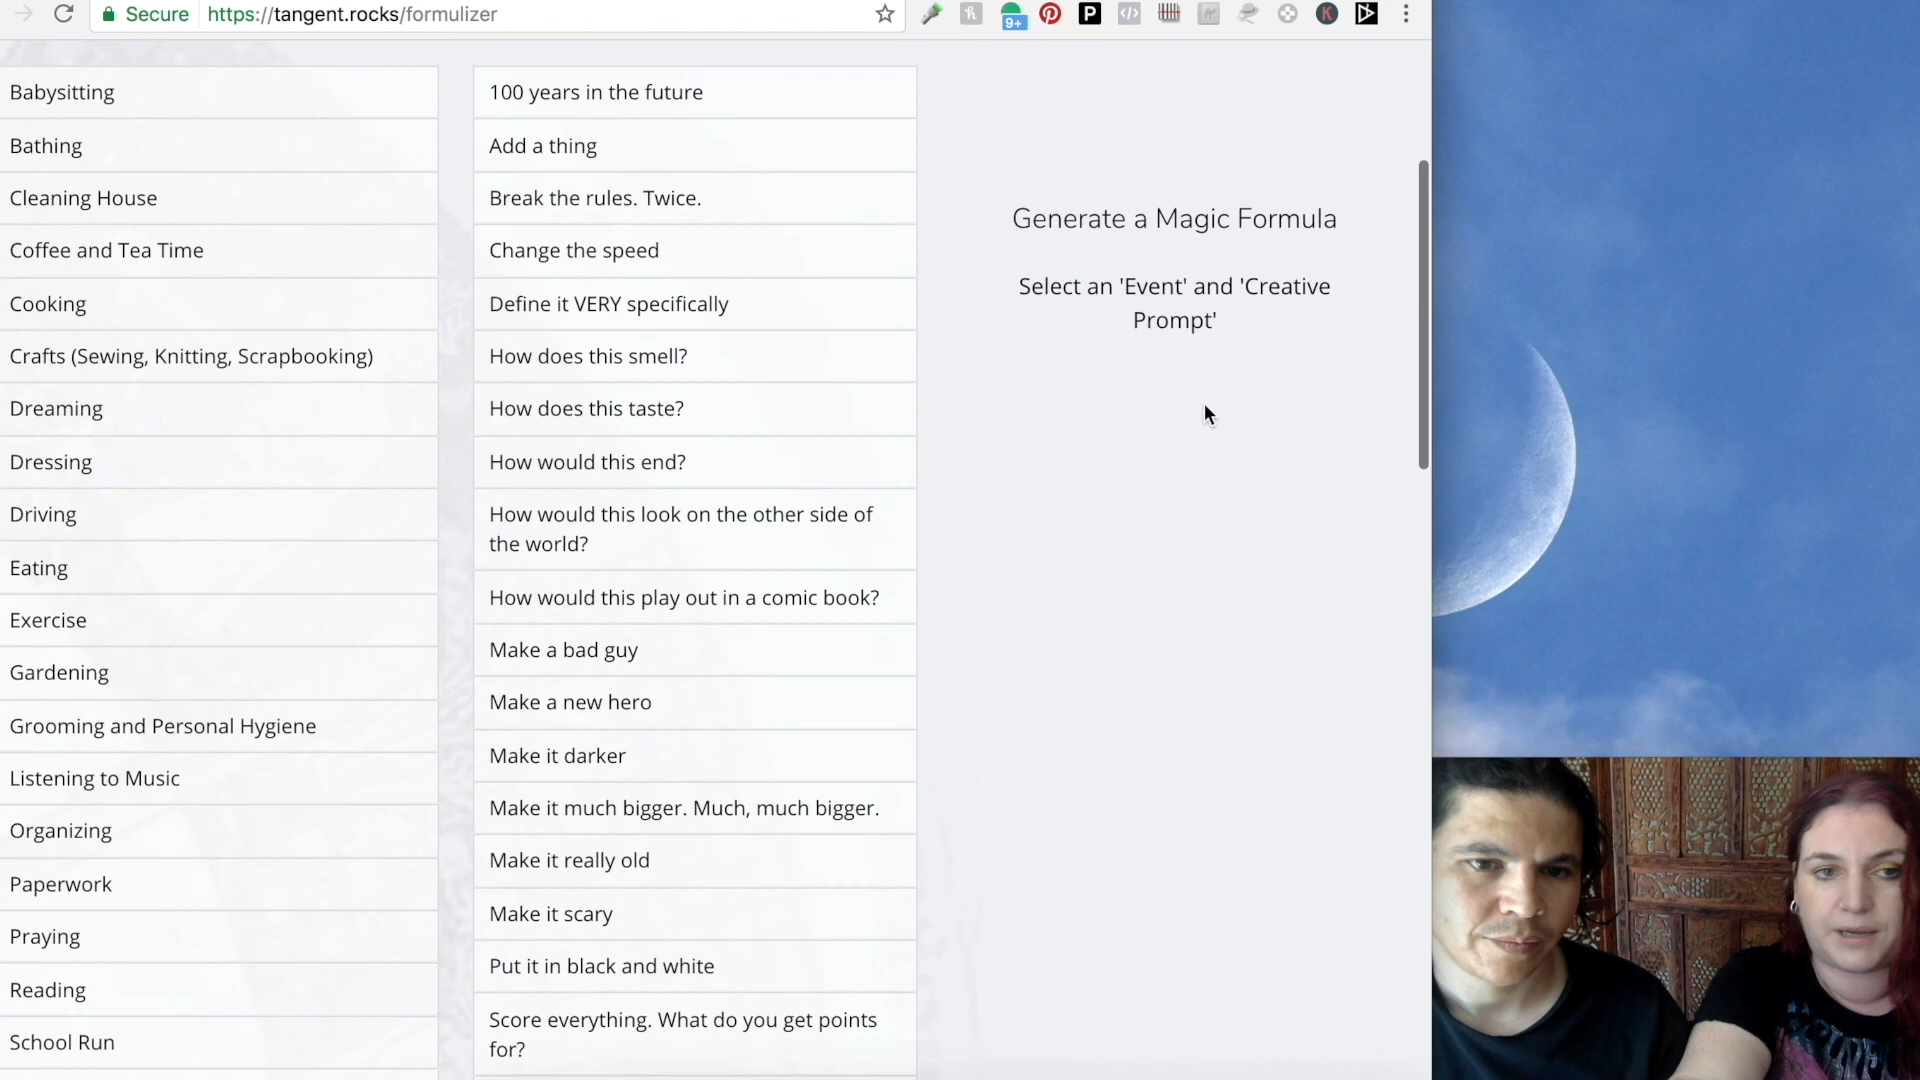 Secure
https://tangent.rocks/formulizer
9+
Babysitting
Bathing
Cleaning House
Coffee and Tea Time
Cooking
Crafts (Sewing, Knitting, Scrapbooking)
Dreaming
Dressing
Driving
Eating
Exercise
Gardening
Grooming and Personal Hygiene
Listening to Music
Organizing
Paperwork
Praying
Reading
School Run
100 years in the future
Add a thing
Break the rules. Twice.
Change the speed
Define it VERY specifically
How does this smell?
How does this taste?
How would this end?
How would this look on the other side of
the world?
How would this play out in a comic book?
Make a bad guy
Make a new hero
Make it darker
Make it much bigger. Much, much bigger.
Make it really old
Make it scary
Put it in black and white
Score everything. What do you get points
for?
Generate a Magic Formula
Select an 'Event' and 'Creative
Prompt'